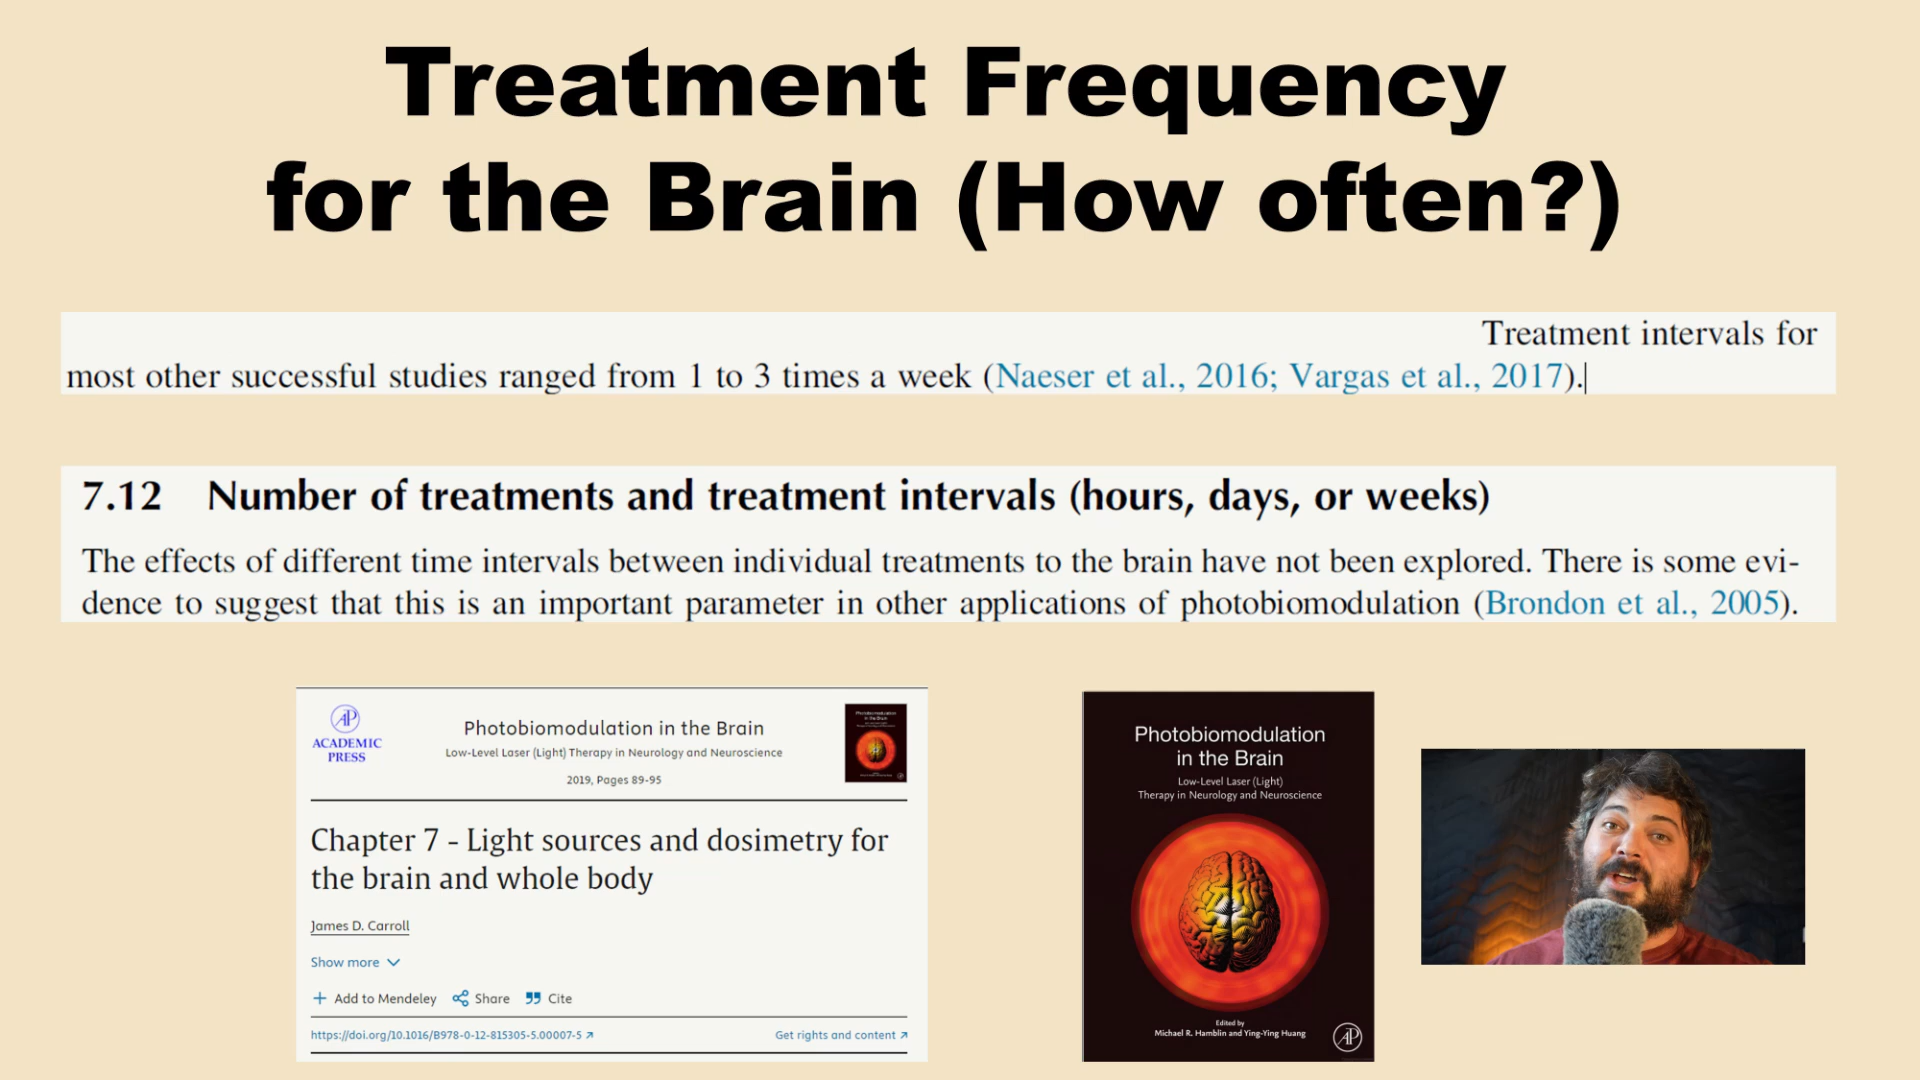 Treatment Frequency
for the Brain (How often?)
Treatment intervals for
most other successful studies ranged from 1 to 3 times a week (Naeser et al., 2016; Vargas et al., 2017).
7.12 Number of treatments and treatment intervals (hours, days, or weeks)
The effects of different time intervals between individual treatments to the brain have not been explored. There is some evi-
dence to suggest that this is an important parameter in other applications of photobiomodulation (Brondon et al., 2005).
AP
ACADEMIC
PRESS
Photobiomodulation in the Brain
Low-Level Laser (Light) Therapy in Neurology and Neuroscience
2019, Pages 89-95
Chapter 7 - Light sources and dosimetry for
the brain and whole body
James D. Carroll
Show more
Add to Mendeley Share Cite
https://doi.org/10.1016/B978-0-12-815305-5.00007-5
Get rights and content
Photobiomodulation
in the Brain
Low-Level Laser (Light)
Therapy in Neurology and Neuroscience
Edited by
Michael R. Hamblin and Ying-Ying Huang
AP